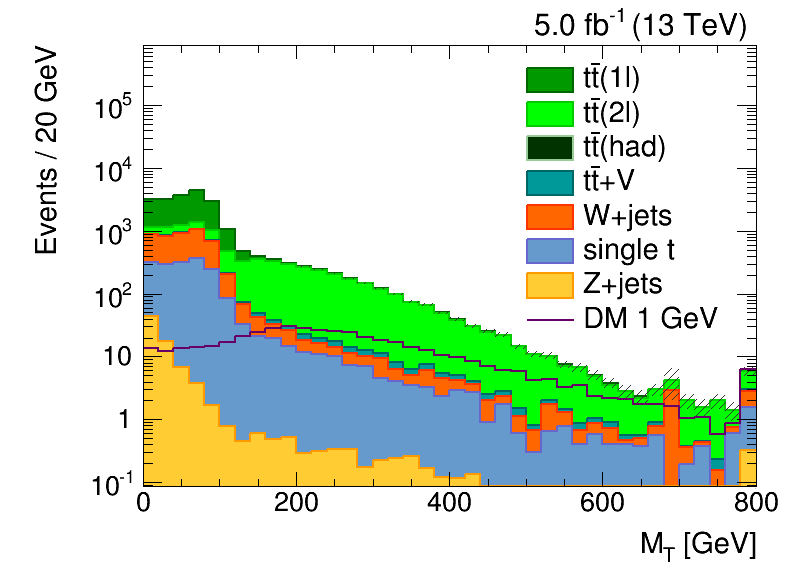 5.0 fb⁻¹ (13 TeV)
Events / 20 GeV
10⁵
10⁴
10³
10²
10
1
10⁻¹
tt̄(1l)
tt̄(2l)
tt̄(had)
tt̄+V
W+jets
single t
Z+jets
DM 1 GeV
0 200 400 600 800
M_T [GeV]